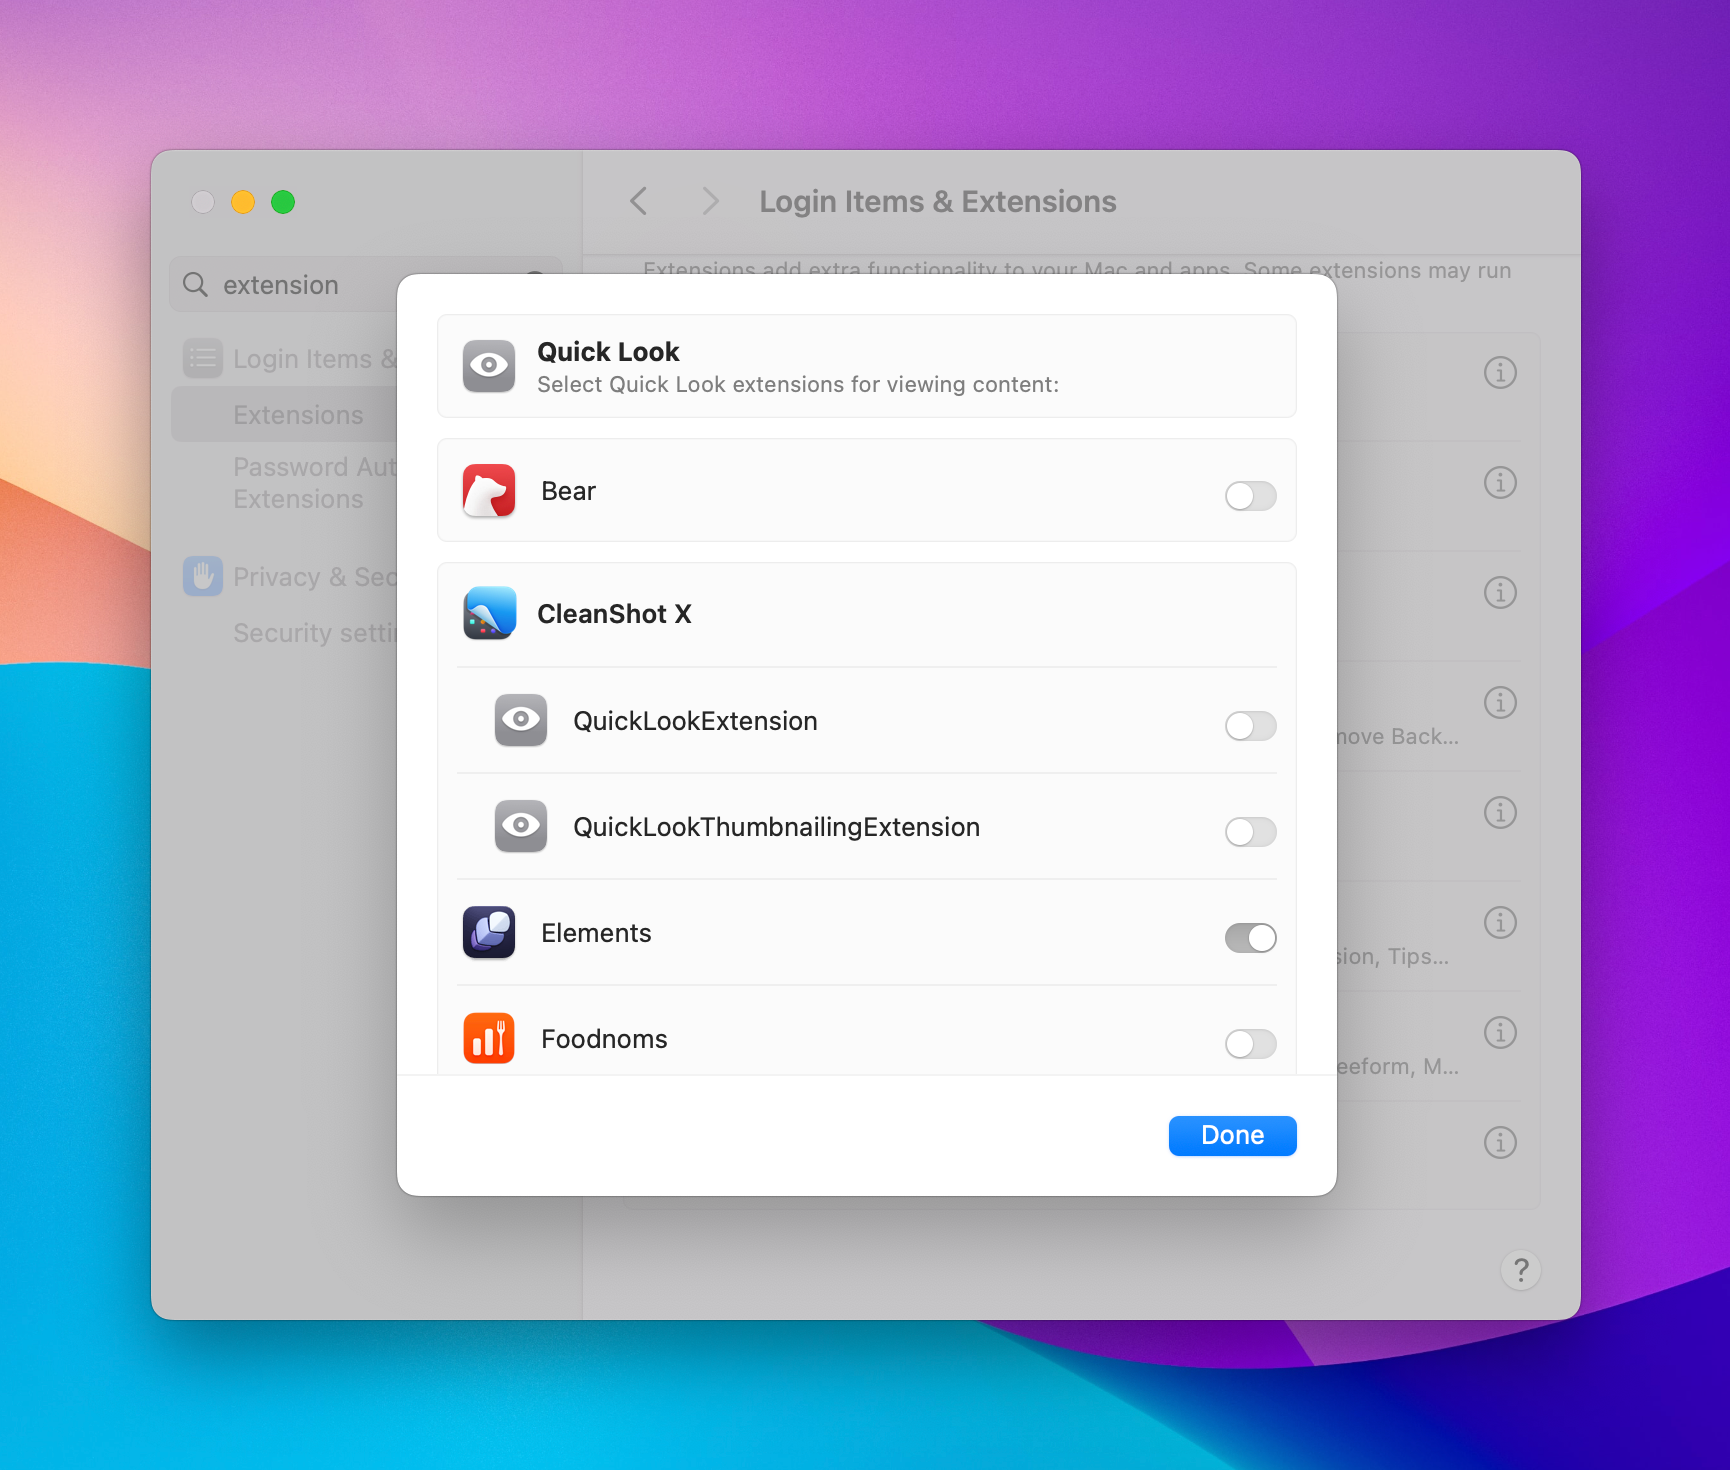 Login Items & Extensions
extension
Extensions add extra functionality to your Mac and apps. Some extensions may run
Login Items &
Extensions
Password Aut
Extensions
Privacy & Sec
Security setti
Quick Look
Select Quick Look extensions for viewing content:
Bear
CleanShot X
QuickLookExtension
move Back...
QuickLookThumbnailingExtension
Elements
sion, Tips...
Foodnoms
eeform, M...
Done
?